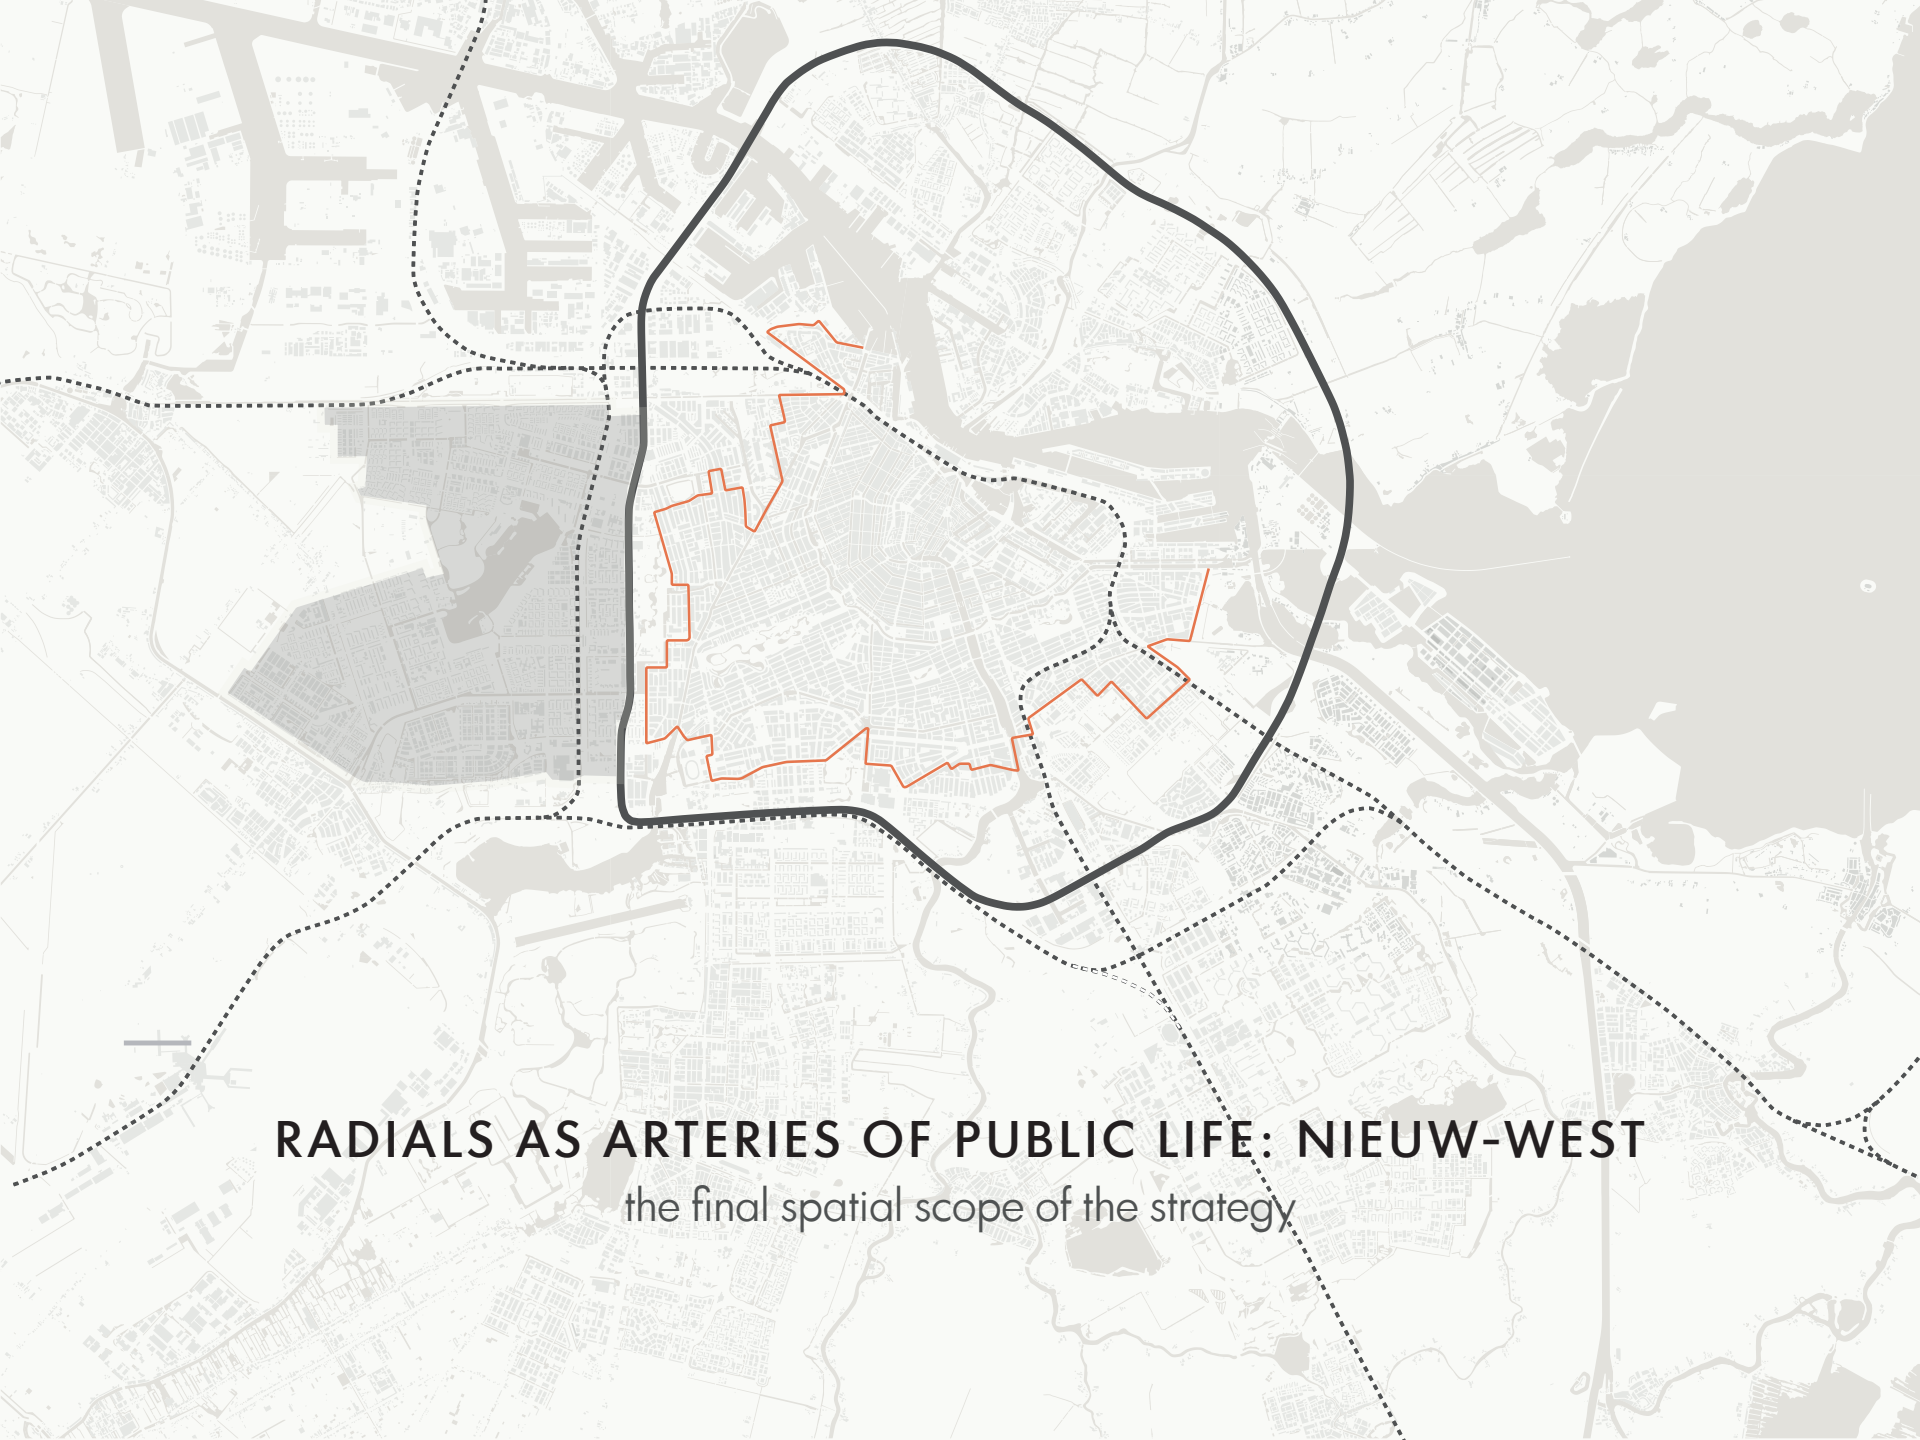 RADIALS AS ARTERIES OF PUBLIC LIFE: NIEUW-WEST
the final spatial scope of the strategy